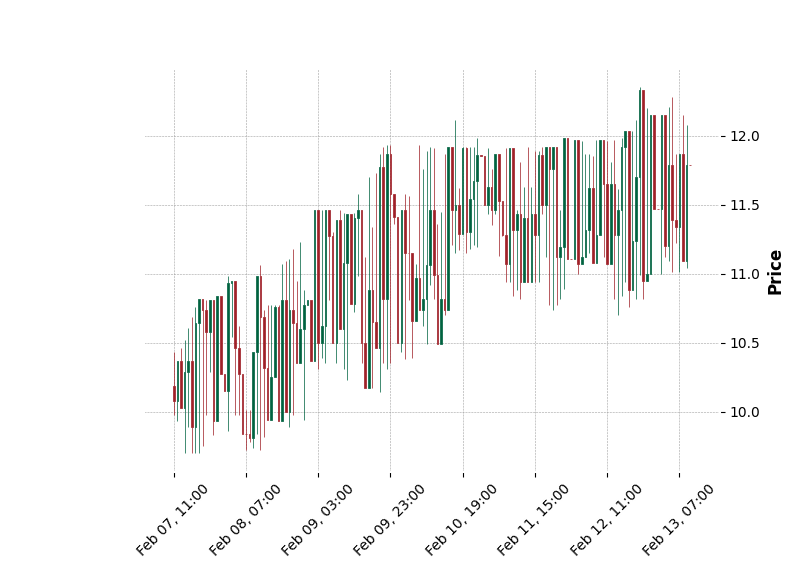 12.0
11.5
11.0
10.5
10.0
Price
Feb 07, 11:00
Feb 08, 07:00
Feb 09, 03:00
Feb 09, 23:00
Feb 10, 19:00
Feb 11, 15:00
Feb 12, 11:00
Feb 13, 07:00